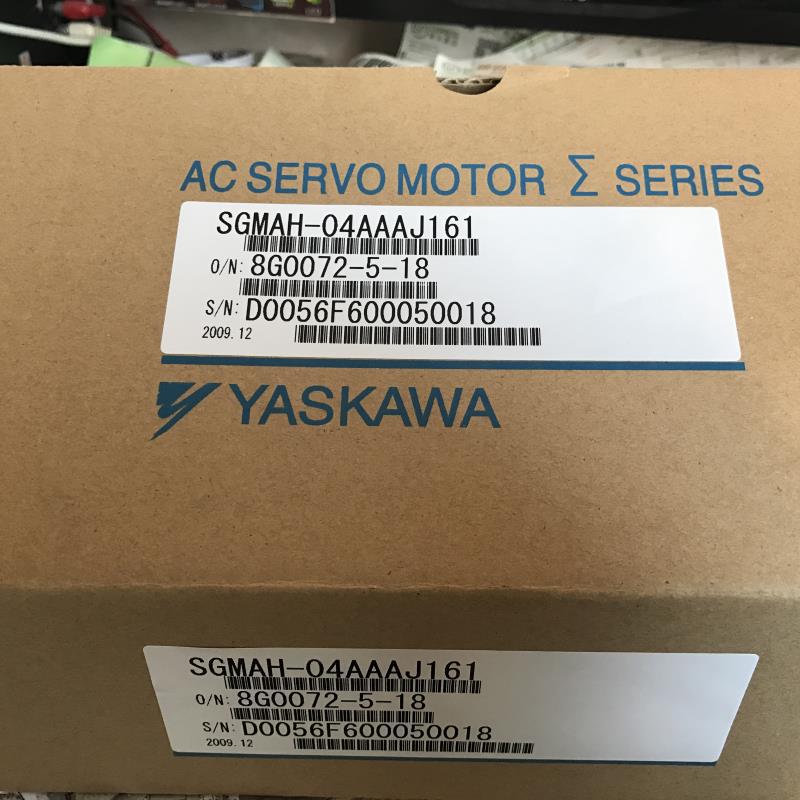 AC SERVO MOTOR Σ SERIES
SGMAH-04AAAJ161
O/N: 8G0072-5-18
S/N: D0056F600050018
2009.12
YASKAWA
SGMAH-04AAAJ161
O/N: 8G0072-5-18
S/N: D0056F600050018
2009.12